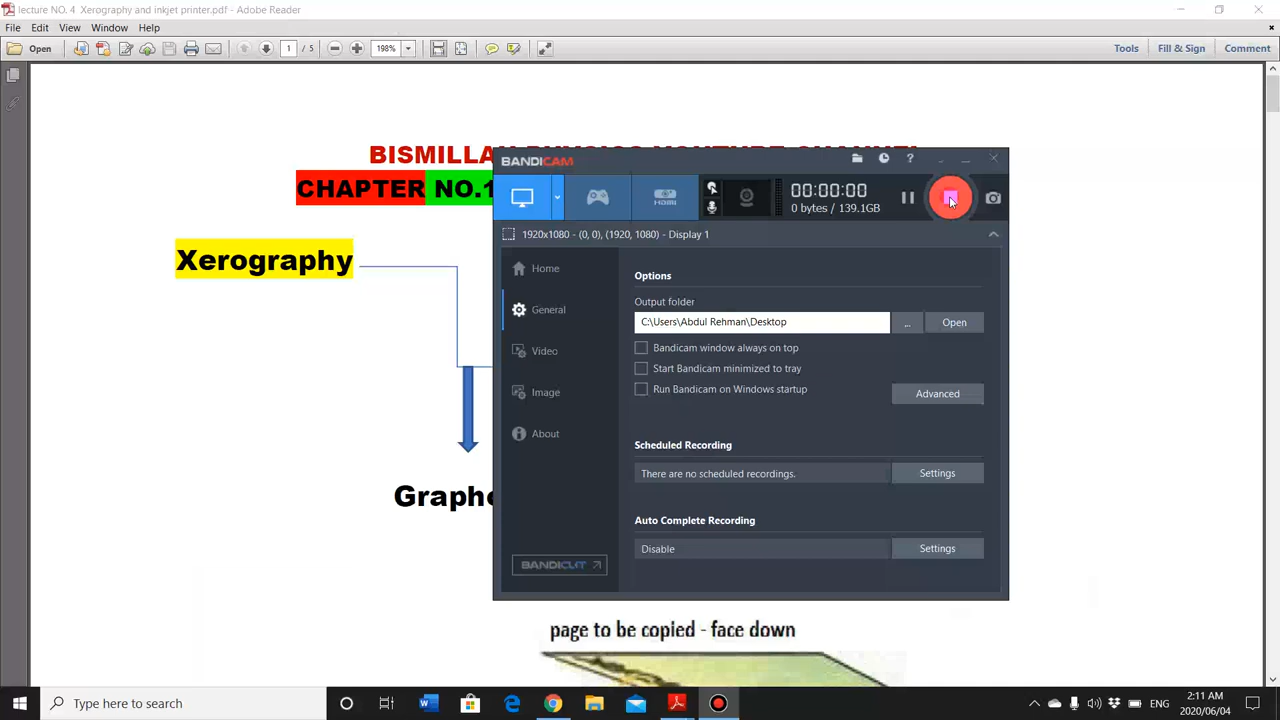 lecture NO. 4 Xerography and inkjet printer.pdf - Adobe Reader
File Edit View Window Help
Open 1 / 5 198% Tools Fill & Sign Comment
BISMILLAH PHYSICS YOUTUBE CHANNEL
CHAPTER NO.1
Xerography
Graphe
page to be copied - face down
BANDICAM
HDMI
00:00:00
0 bytes / 139.1GB
1920x1080 - (0, 0), (1920, 1080) - Display 1
Home
General
Video
Image
About
BANDICUT
Options
Output folder
C:\Users\Abdul Rehman\Desktop ... Open
Bandicam window always on top
Start Bandicam minimized to tray
Run Bandicam on Windows startup
Advanced
Scheduled Recording
There are no scheduled recordings. Settings
Auto Complete Recording
Disable Settings
Type here to search
ENG
2:11 AM
2020/06/04